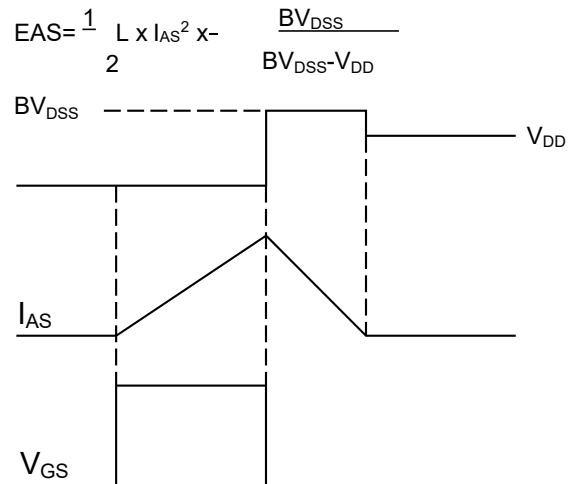 EAS= 1/2 L x IAS² x- BVDSS/BVDSS-VDD
BVDSS
VDD
IAS
VGS